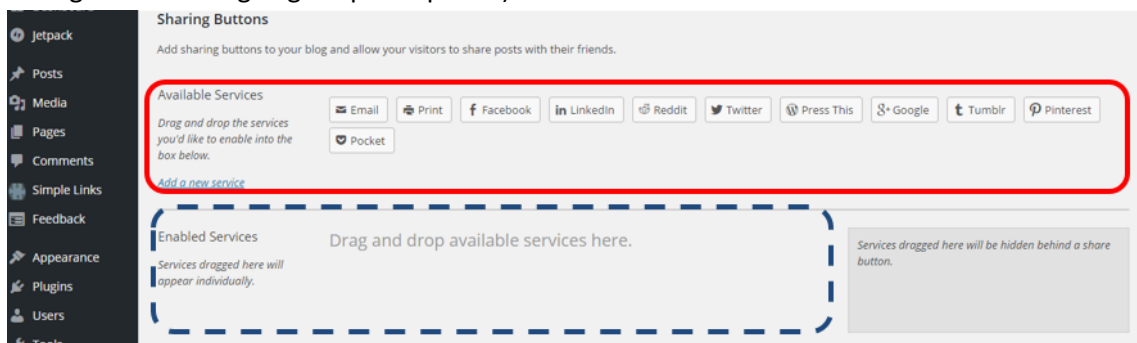 Sharing Buttons
Jetpack
Add sharing buttons to your blog and allow your visitors to share posts with their friends.
Posts
Media
Pages
Comments
Simple Links
Feedback
Appearance
Plugins
Users
Available Services
Drag and drop the services
you'd like to enable into the
box below.
Add a new service
Email Print Facebook LinkedIn Reddit Twitter Press This Google Tumblr Pinterest
Pocket
Enabled Services
Services dragged here will
appear individually.
Drag and drop available services here.
Services dragged here will be hidden behind a share
button.